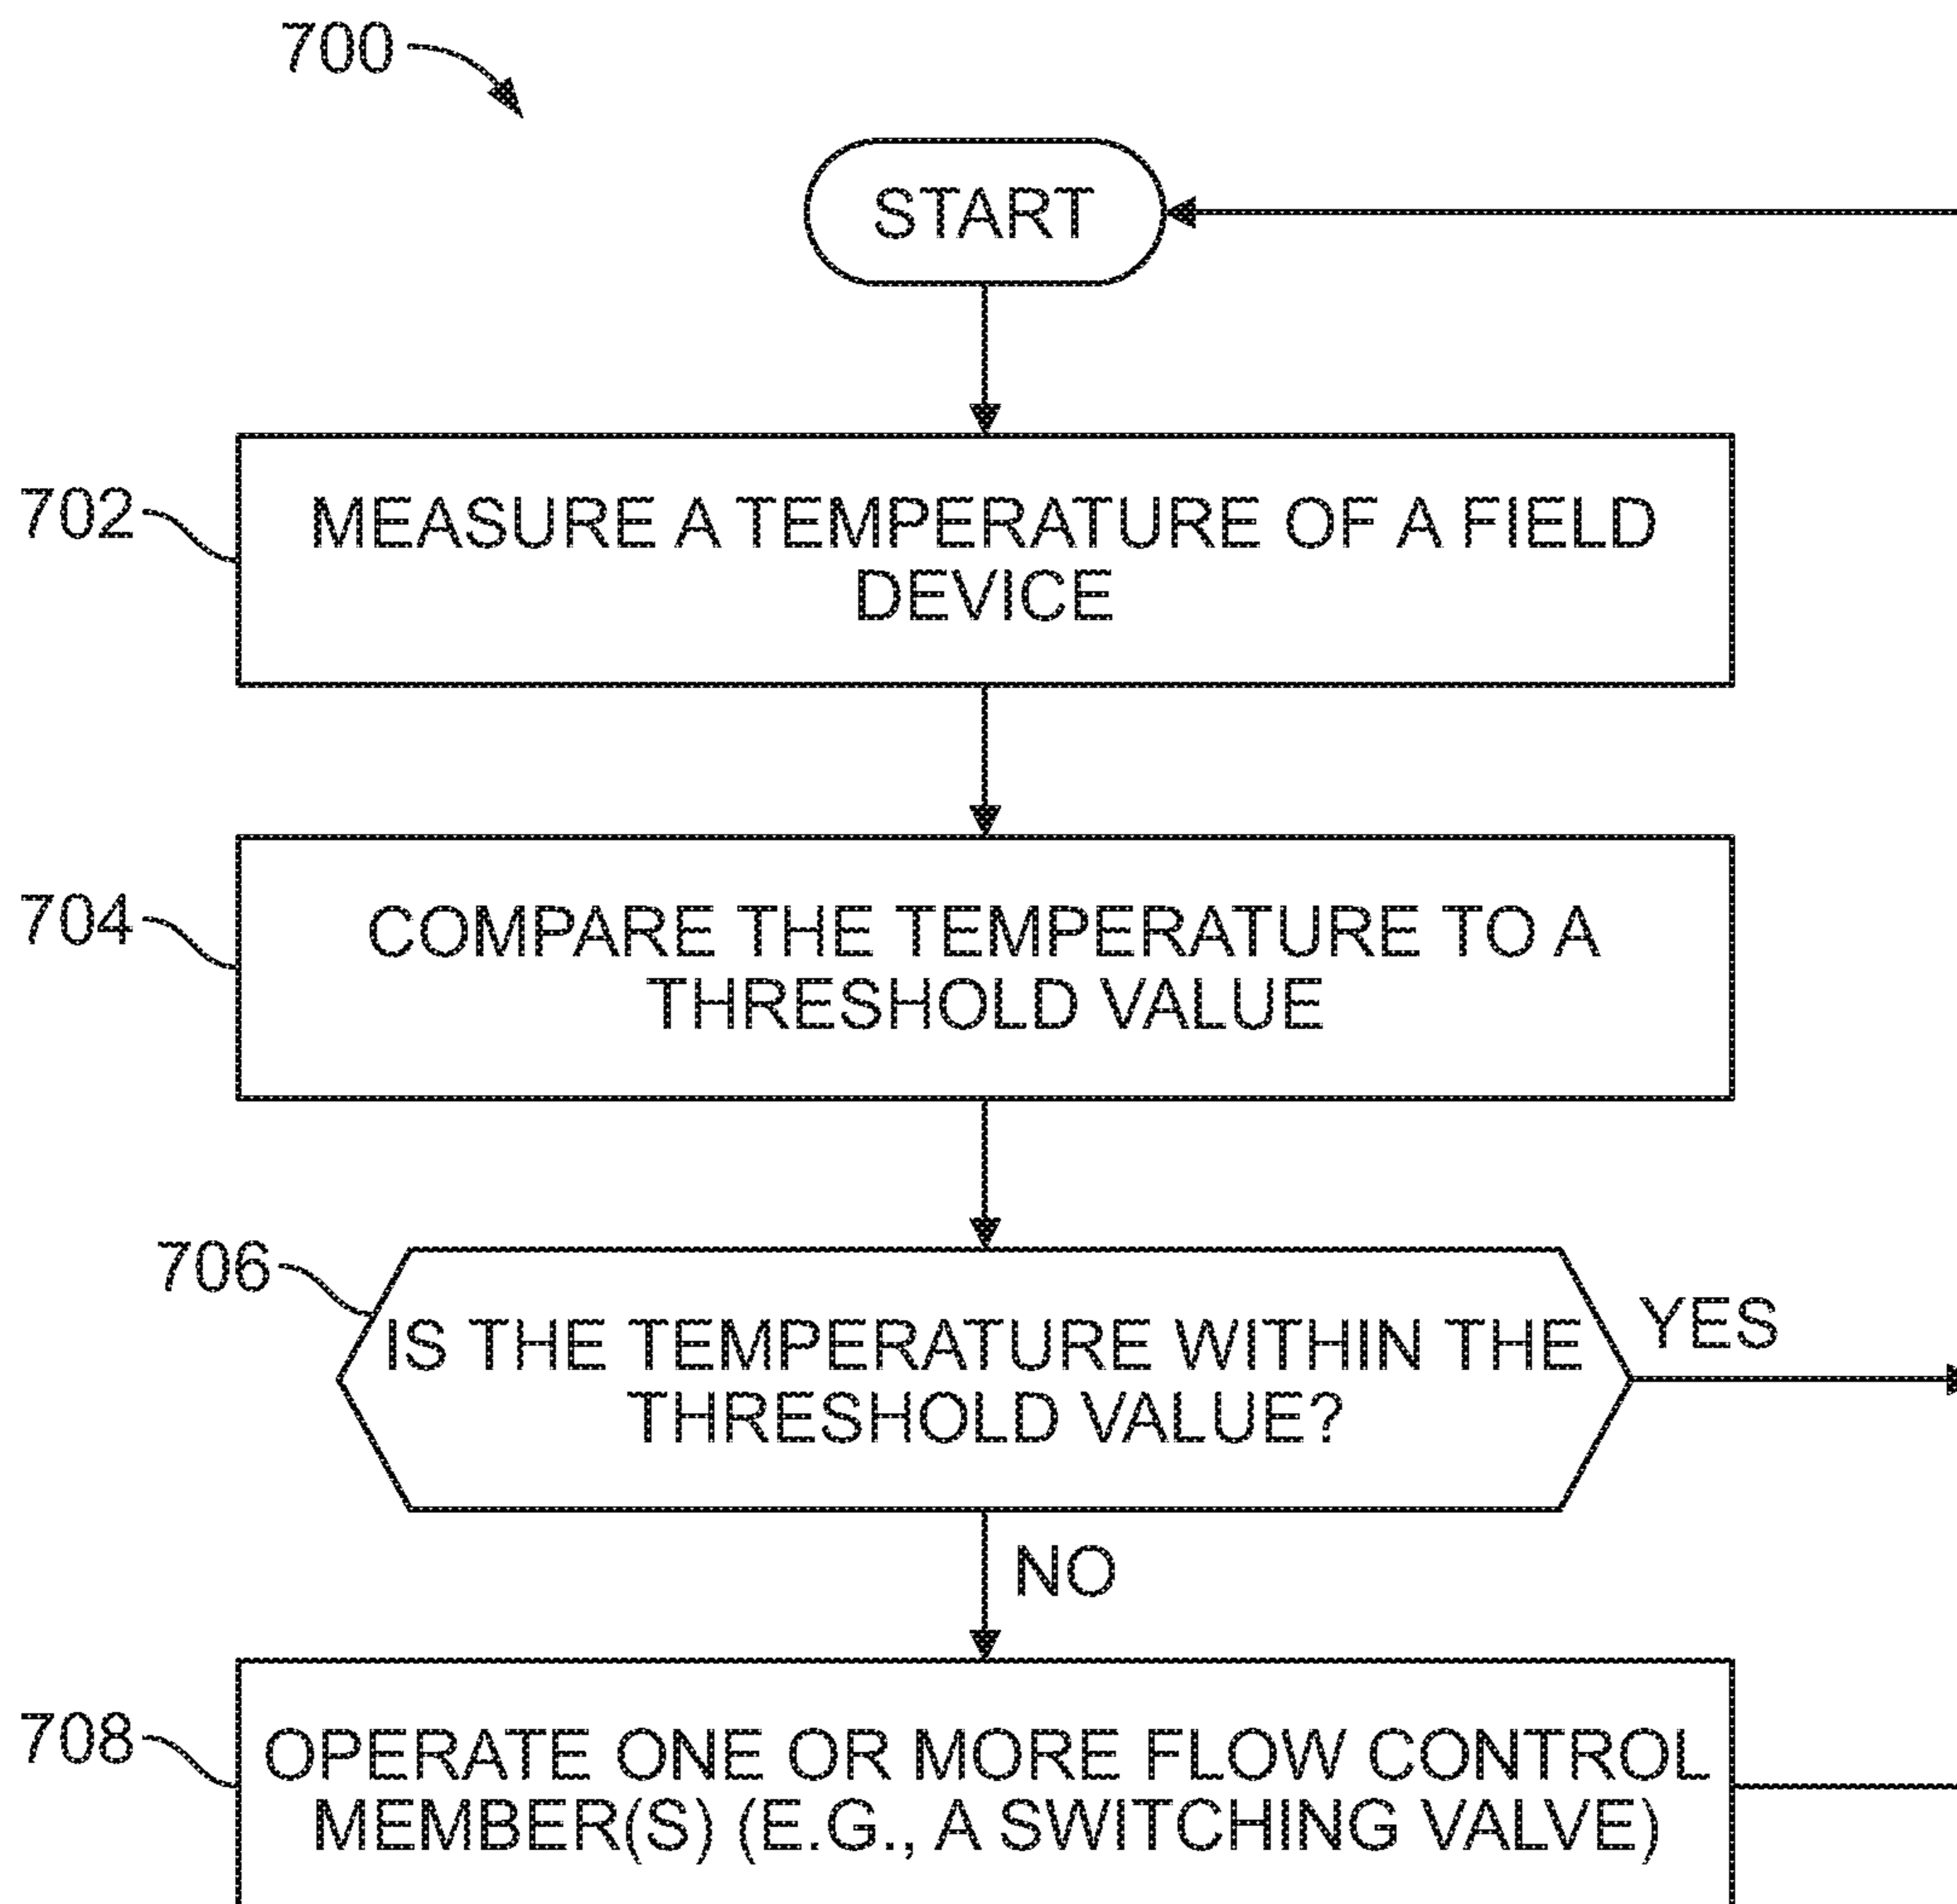 700
START
702
MEASURE A TEMPERATURE OF A FIELD
DEVICE
704
COMPARE THE TEMPERATURE TO A
THRESHOLD VALUE
706
IS THE TEMPERATURE WITHIN THE
THRESHOLD VALUE?
YES
NO
708
OPERATE ONE OR MORE FLOW CONTROL
MEMBER(S) (E.G., A SWITCHING VALVE)